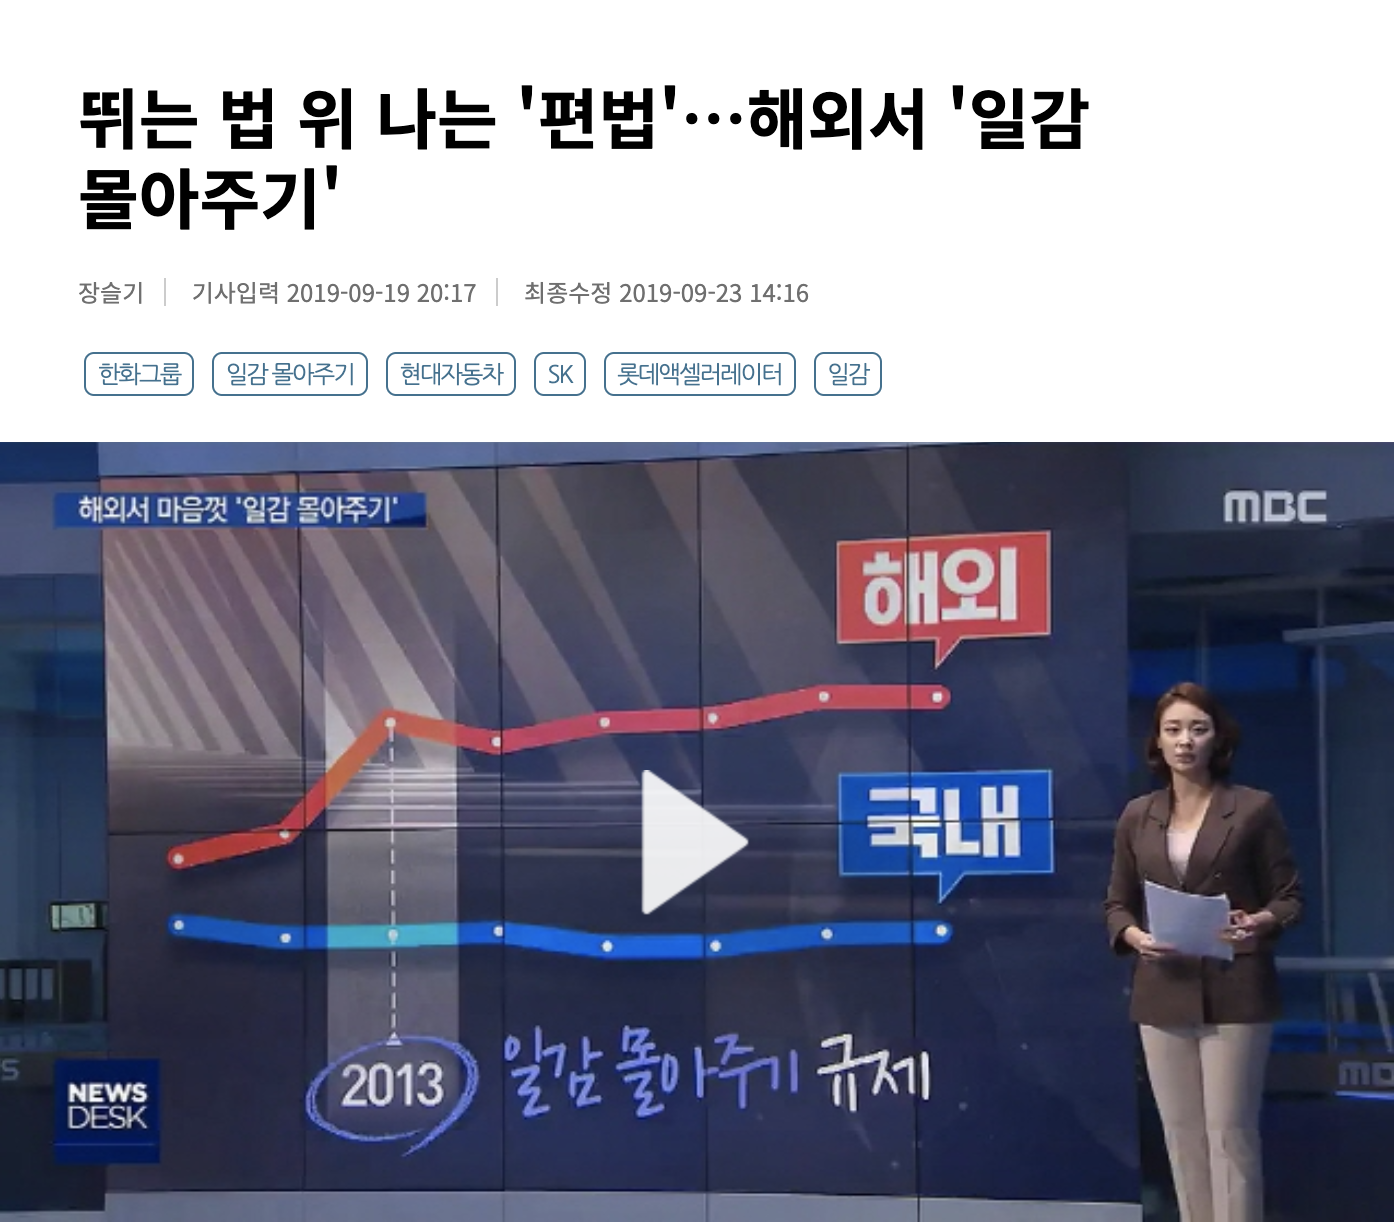 뛰는 법 위 나는 '편법'…해외서 '일감
몰아주기'
장슬기
기사입력 2019-09-19 20:17
최종수정 2019-09-23 14:16
한화그룹
일감 몰아주기
현대자동차
SK
롯데액셀러레이터
일감
해외서 마음껏 '일감 몰아주기'
MBC
해외
국내
2013
일감 몰아주기 규제
NEWS
DESK